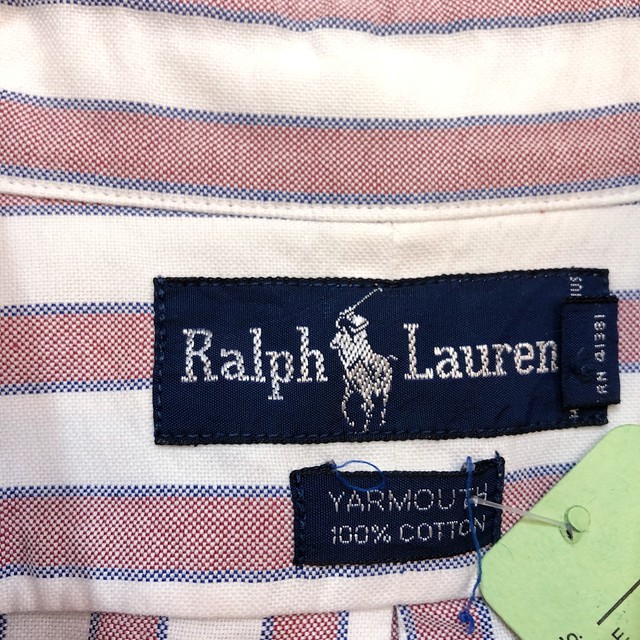 Ralph Lauren
RN 41381
YARMOUTH
100% COTTON